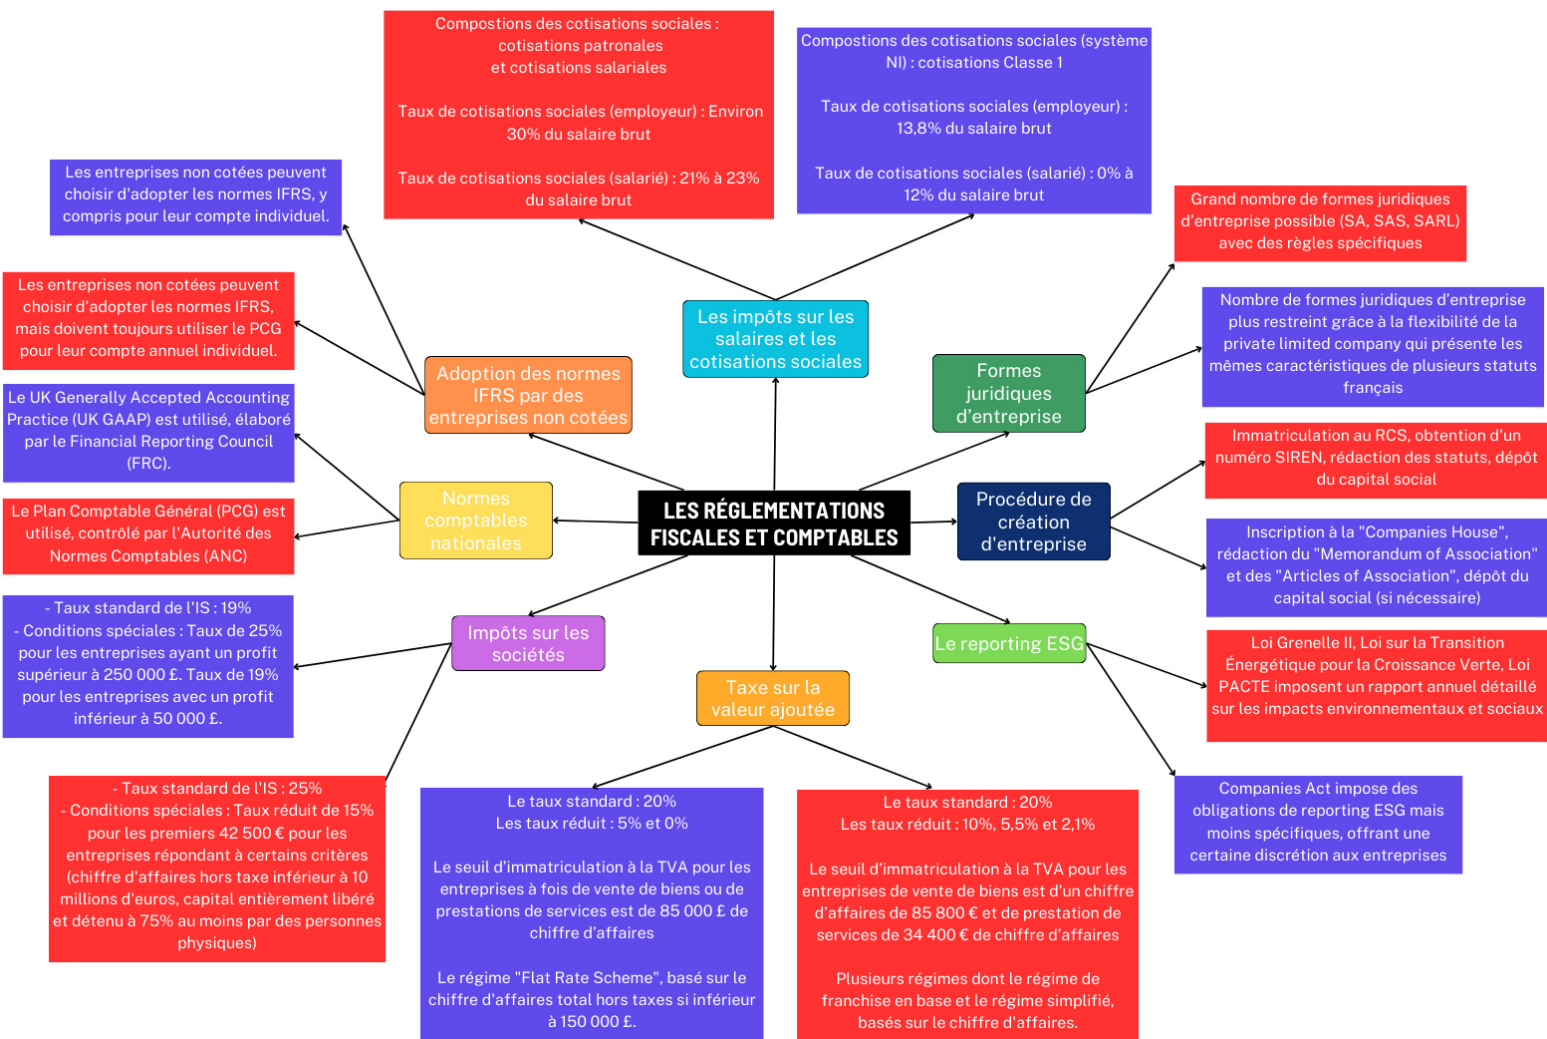 Compostions des cotisations sociales :
cotisations patronales
et cotisations salariales
Taux de cotisations sociales (employeur) : Environ
30% du salaire brut
Taux de cotisations sociales (salarié) : 21% à 23%
du salaire brut
Compostions des cotisations sociales (système
NI) : cotisations Classe 1
Taux de cotisations sociales (employeur) :
13,8% du salaire brut
Taux de cotisations sociales (salarié) : 0% à
12% du salaire brut
Les entreprises non cotées peuvent
choisir d'adopter les normes IFRS, y
compris pour leur compte individuel.
Grand nombre de formes juridiques
d'entreprise possible (SA, SAS, SARL)
avec des règles spécifiques
Les entreprises non cotées peuvent
choisir d'adopter les normes IFRS,
mais doivent toujours utiliser le PCG
pour leur compte annuel individuel.
Nombre de formes juridiques d'entreprise
plus restreint grâce à la flexibilité de la
private limited company qui présente les
mêmes caractéristiques de plusieurs statuts
français
Les impôts sur les
salaires et les
cotisations sociales
Adoption des normes
IFRS par des
entreprises non cotées
Formes
juridiques
d'entreprise
Le UK Generally Accepted Accounting
Practice (UK GAAP) est utilisé, élaboré
par le Financial Reporting Council
(FRC).
Immatriculation au RCS, obtention d'un
numéro SIREN, rédaction des statuts, dépôt
du capital social
Normes
comptables
nationales
LES RÉGLEMENTATIONS
FISCALES ET COMPTABLES
Procédure de
création
d'entreprise
Le Plan Comptable Général (PCG) est
utilisé, contrôlé par l'Autorité des
Normes Comptables (ANC)
Inscription à la "Companies House",
rédaction du "Memorandum of Association"
et des "Articles of Association", dépôt du
capital social (si nécessaire)
- Taux standard de l'IS : 19%
- Conditions spéciales : Taux de 25%
pour les entreprises ayant un profit
supérieur à 250 000 £. Taux de 19%
pour les entreprises avec un profit
inférieur à 50 000 £.
Impôts sur les
sociétés
Le reporting ESG
Loi Grenelle II, Loi sur la Transition
Énergétique pour la Croissance Verte, Loi
PACTE imposent un rapport annuel détaillé
sur les impacts environnementaux et sociaux
Taxe sur la
valeur ajoutée
- Taux standard de l'IS : 25%
- Conditions spéciales : Taux réduit de 15%
pour les premiers 42 500 € pour les
entreprises répondant à certains critères
(chiffre d'affaires hors taxe inférieur à 10
millions d'euros, capital entièrement libéré
et détenu à 75% au moins par des personnes
physiques)
Le taux standard : 20%
Les taux réduit : 5% et 0%
Le seuil d'immatriculation à la TVA pour les
entreprises à fois de vente de biens ou de
prestations de services est de 85 000 £ de
chiffre d'affaires
Le régime "Flat Rate Scheme", basé sur le
chiffre d'affaires total hors taxes si inférieur
à 150 000 £.
Le taux standard : 20%
Les taux réduit : 10%, 5,5% et 2,1%
Le seuil d'immatriculation à la TVA pour les
entreprises de vente de biens est d'un chiffre
d'affaires de 85 800 € et de prestation de
services de 34 400 € de chiffre d'affaires
Plusieurs régimes dont le régime de
franchise en base et le régime simplifié,
basés sur le chiffre d'affaires.
Companies Act impose des
obligations de reporting ESG mais
moins spécifiques, offrant une
certaine discrétion aux entreprises